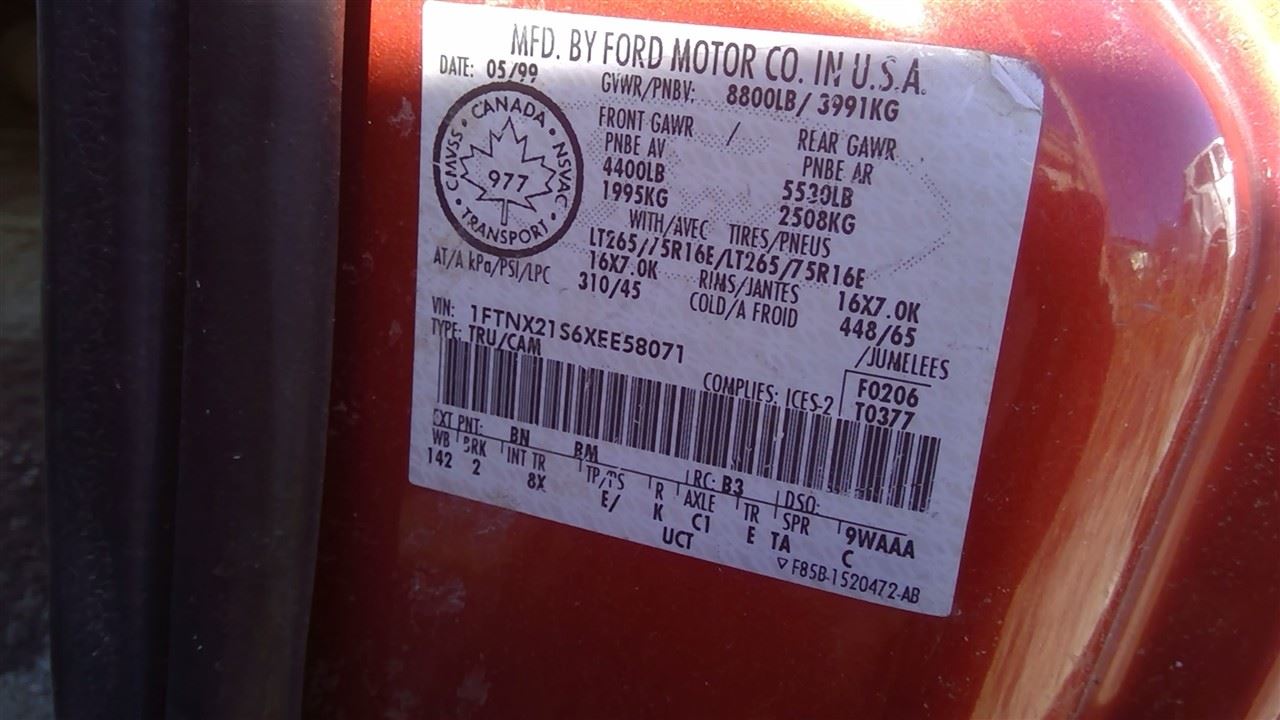 MFD. BY FORD MOTOR CO. IN U.S.A.
DATE: 05/99 GVWR/PNBV: 8800LB/ 3991KG
CANADA • NSVAC • TRANSPORT • CMVSS •
977
FRONT GAWR / REAR GAWR
PNBE AV PNBE AR
4400LB 5530LB
1995KG 2508KG
WITH/AVEC TIRES/PNEUS
LT265/75R16E/LT265/75R16E
16X7.0K RIMS/JANTES 16X7.0K
AT/A kPa/PSI/LPC 310/45 COLD/A FROID 448/65
VIN: 1FTNX21S6XEE58071 /JUMELEES
TYPE: TRU/CAM
COMPLIES: ICES-2 F0206
T0377
EXT PNT: BN BM RC: B3 DSO:
WB BRK INT TR TP/PS R AXLE TR SPR 9WAAA
142 2 8X E/ K C1 E TA C
UCT
▽ F85B-1520472-AB